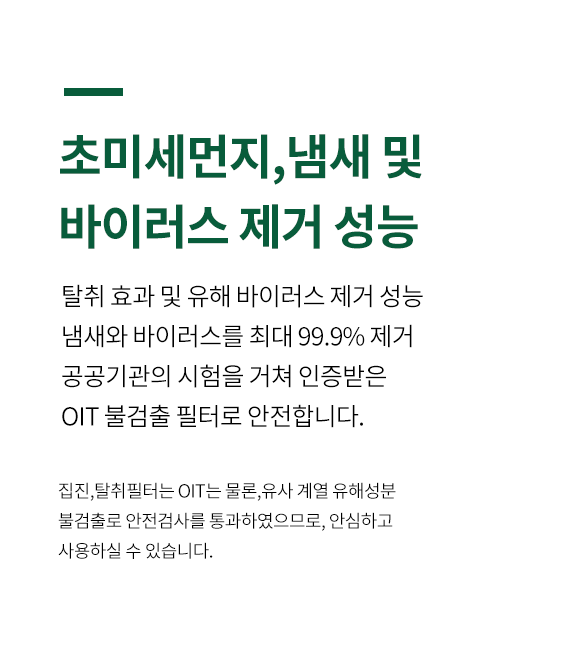 초미세먼지,냄새 및
바이러스 제거 성능
탈취 효과 및 유해 바이러스 제거 성능
냄새와 바이러스를 최대 99.9% 제거
공공기관의 시험을 거쳐 인증받은
OIT 불검출 필터로 안전합니다.
집진,탈취필터는 OIT는 물론,유사 계열 유해성분
불검출로 안전검사를 통과하였으므로, 안심하고
사용하실 수 있습니다.